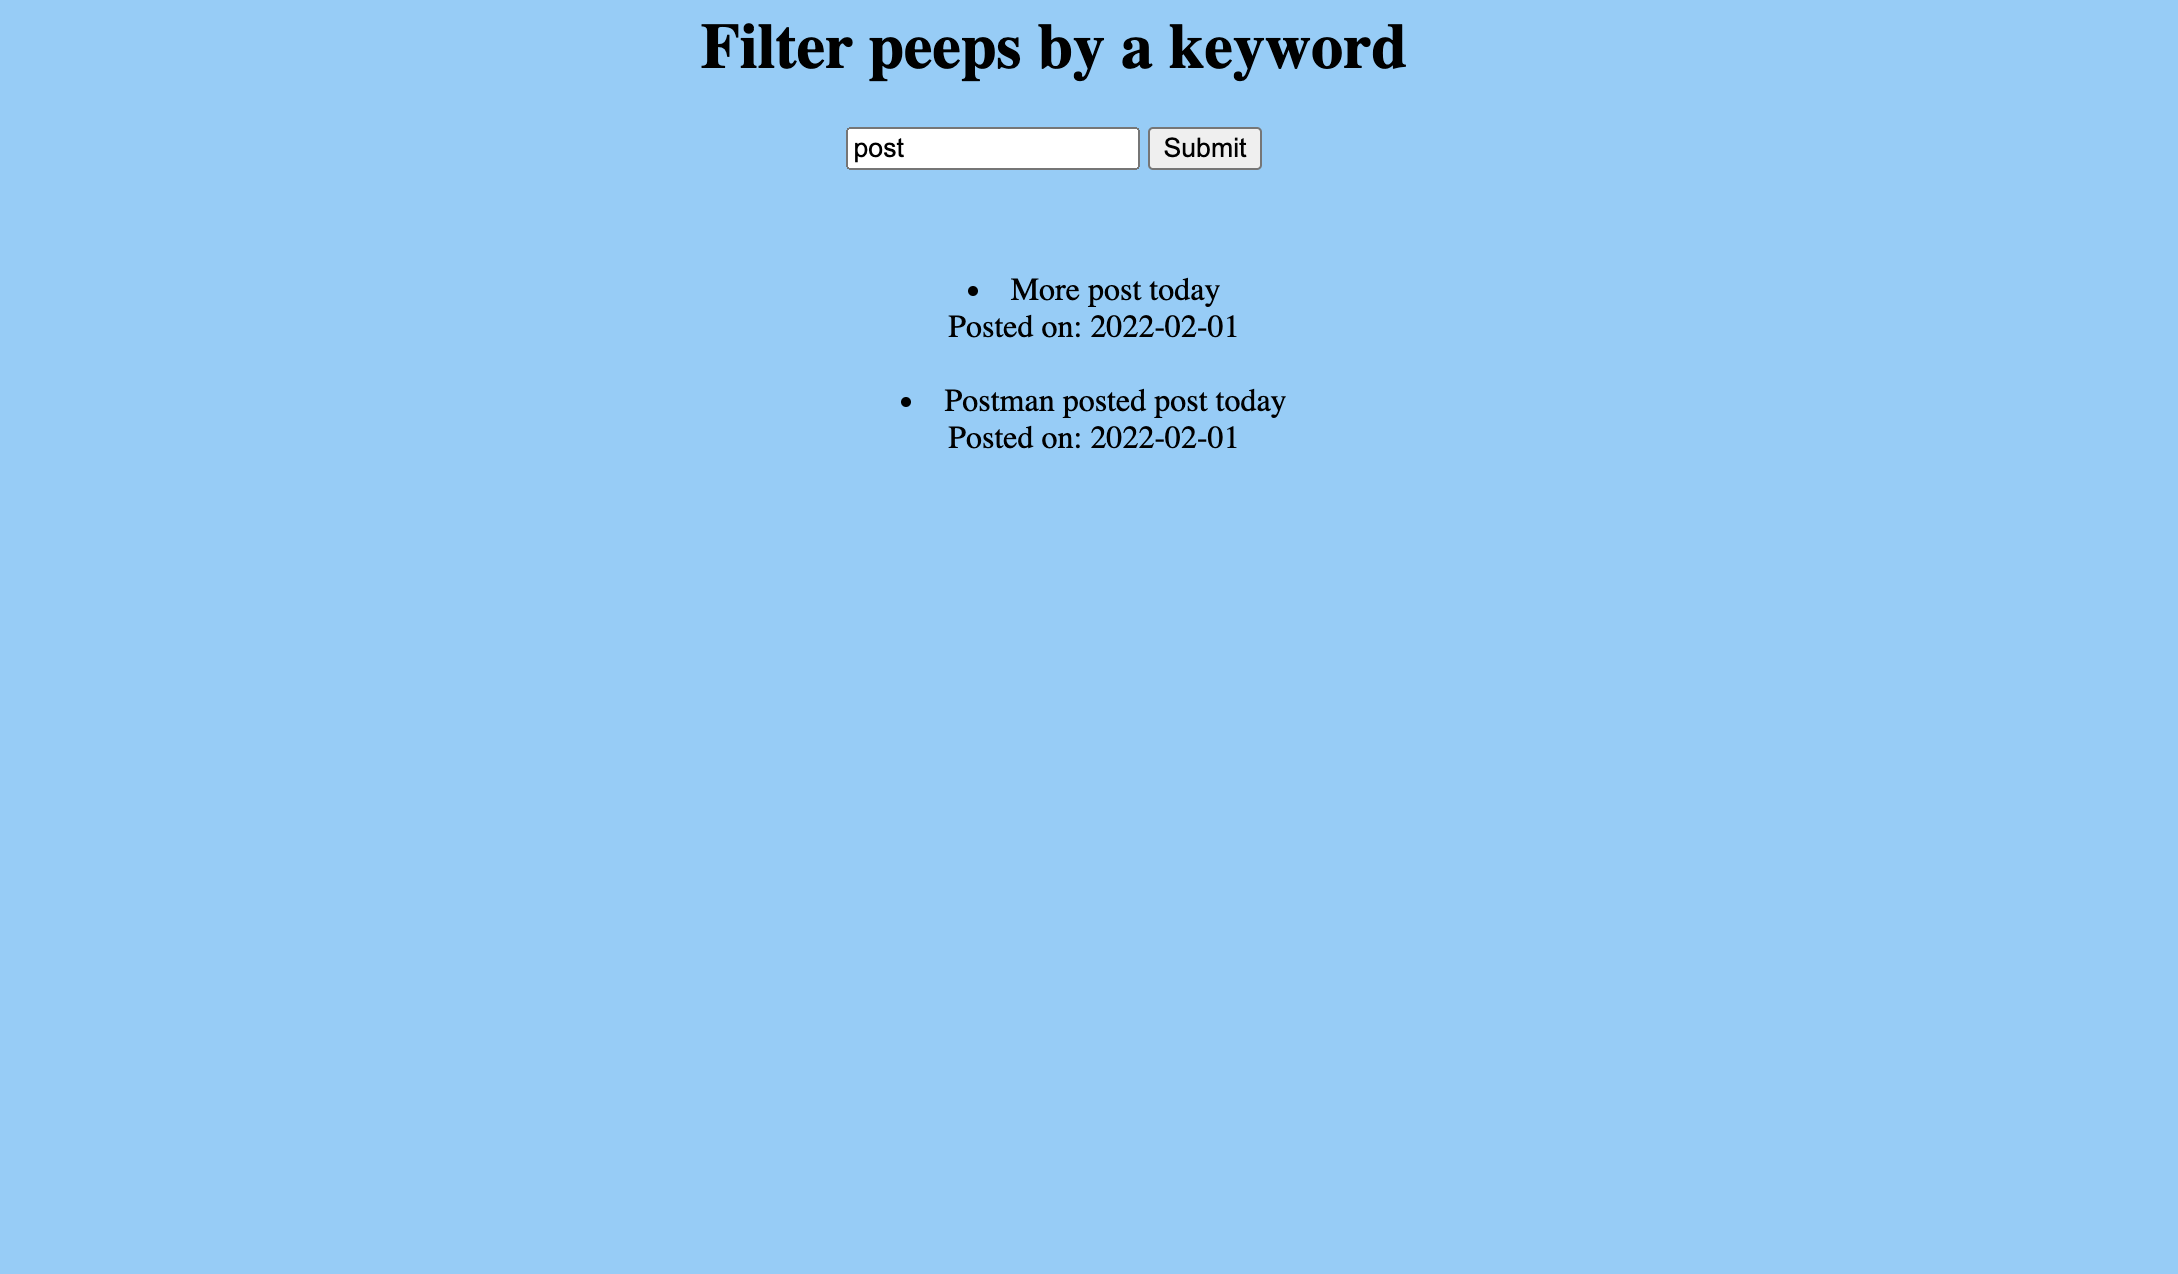 Filter peeps by a keyword
post Submit
• More post today
Posted on: 2022-02-01
• Postman posted post today
Posted on: 2022-02-01